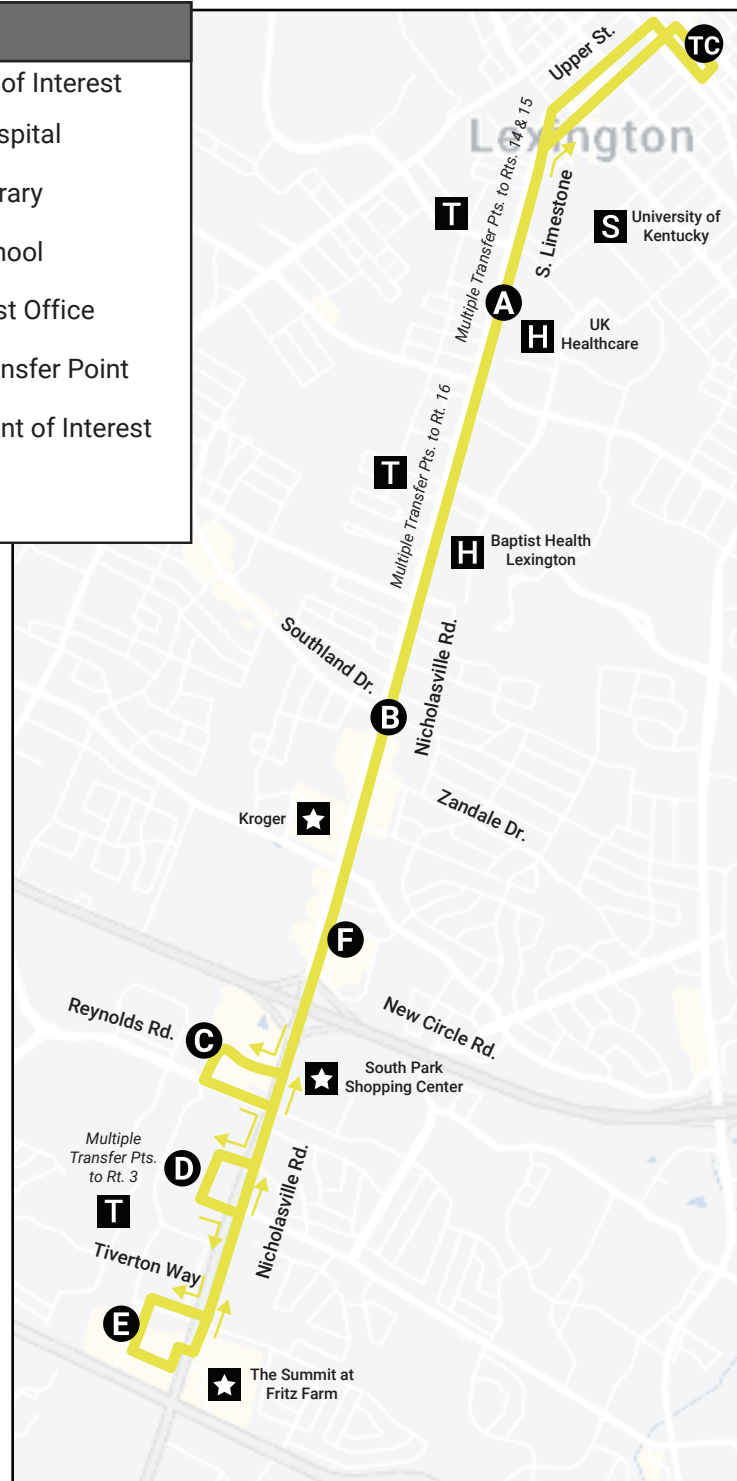 of Interest
spital
rary
ool
st Office
nsfer Point
nt of Interest
Upper St.
TC
Lexington
Multiple Transfer Pts. to Rts. 14 & 15
T
S. Limestone
S
University of
Kentucky
A
H
UK
Healthcare
Multiple Transfer Pts. to Rt. 16
T
H
Baptist Health
Lexington
Southland Dr.
Nicholasville Rd.
B
Zandale Dr.
Kroger
F
New Circle Rd.
Reynolds Rd.
C
South Park
Shopping Center
Multiple
Transfer Pts.
to Rt. 3
D
T
Nicholasville Rd.
Tiverton Way
E
The Summit at
Fritz Farm